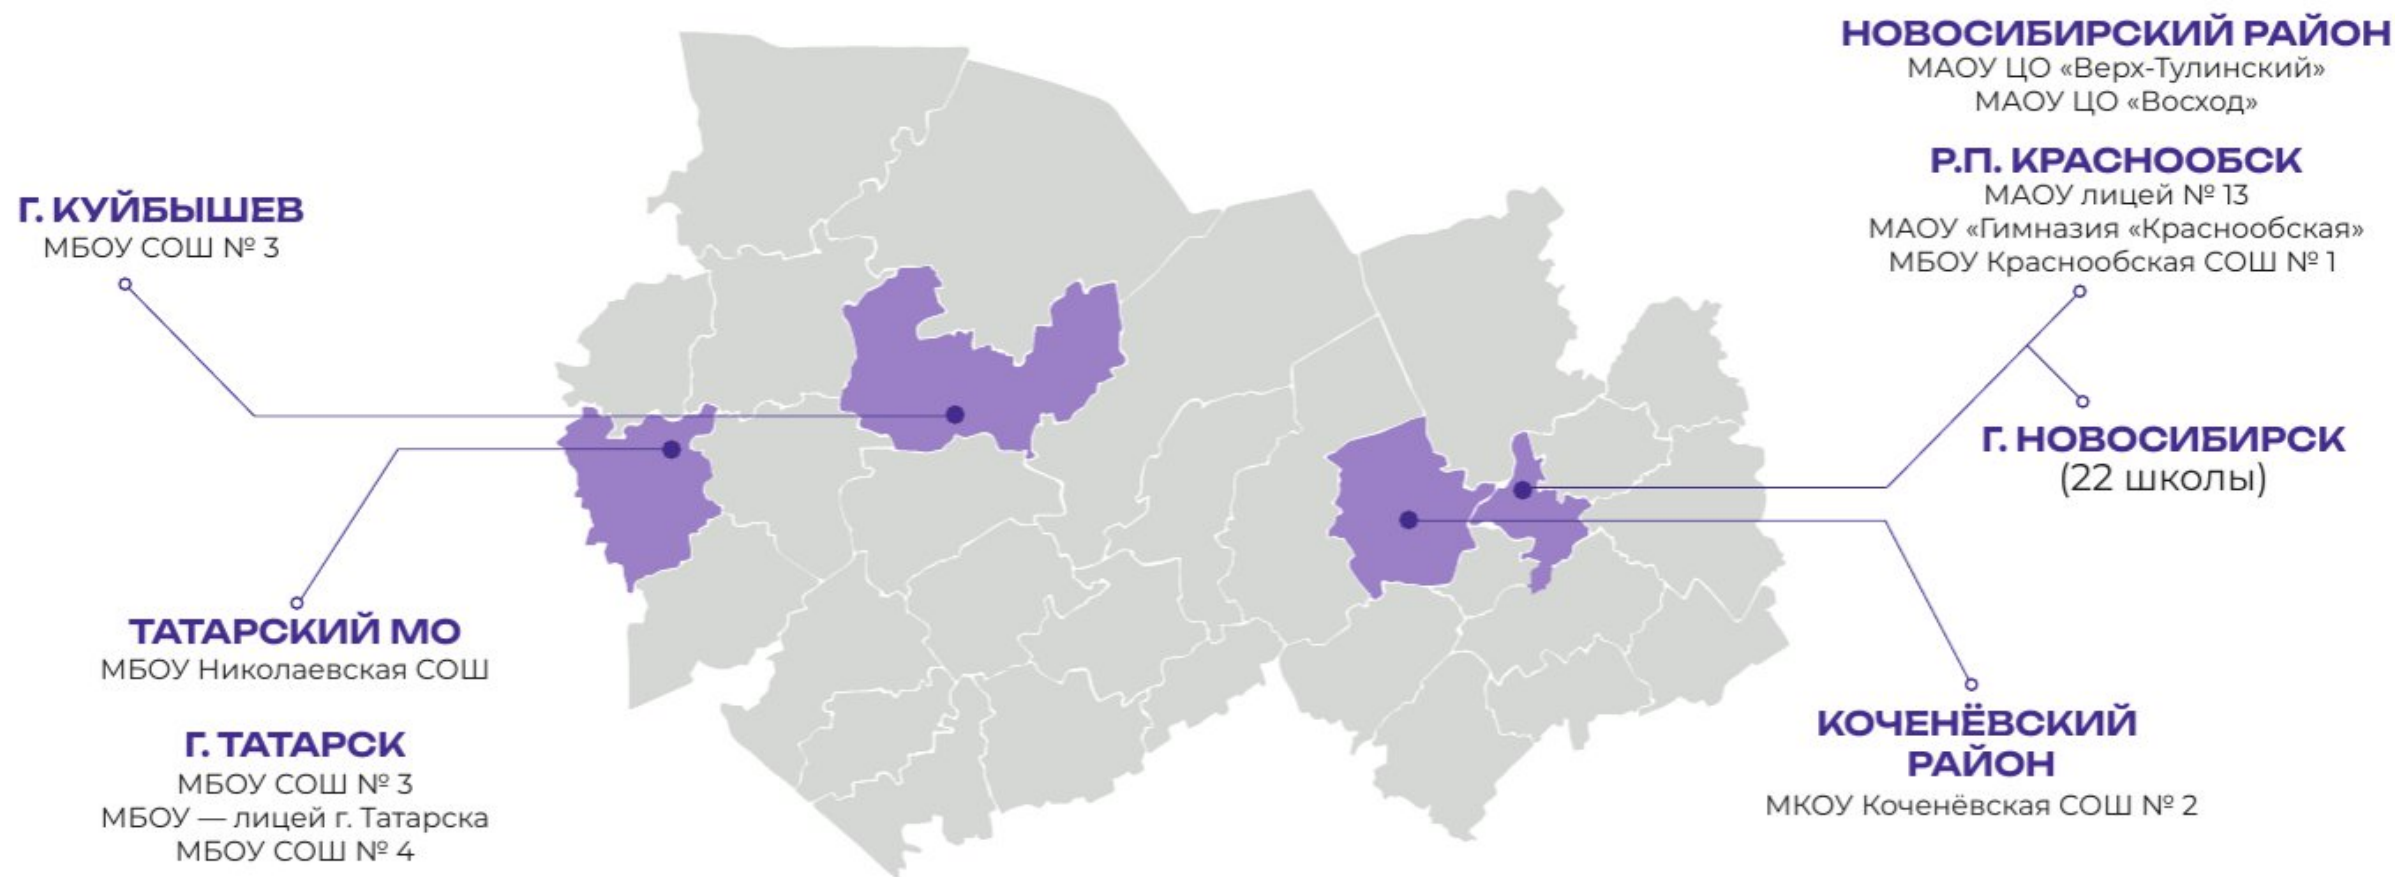 Г. КУЙБЫШЕВ
МБОУ СОШ № 3
ТАТАРСКИЙ МО
МБОУ Николаевская СОШ
Г. ТАТАРСК
МБОУ СОШ № 3
МБОУ — лицей г. Татарска
МБОУ СОШ № 4
НОВОСИБИРСКИЙ РАЙОН
МАОУ ЦО «Верх-Тулинский»
МАОУ ЦО «Восход»
Р.П. КРАСНООБСК
МАОУ лицей № 13
МАОУ «Гимназия «Краснообская»
МБОУ Краснообская СОШ № 1
Г. НОВОСИБИРСК
(22 школы)
КОЧЕНЁВСКИЙ
РАЙОН
МКОУ Коченёвская СОШ № 2